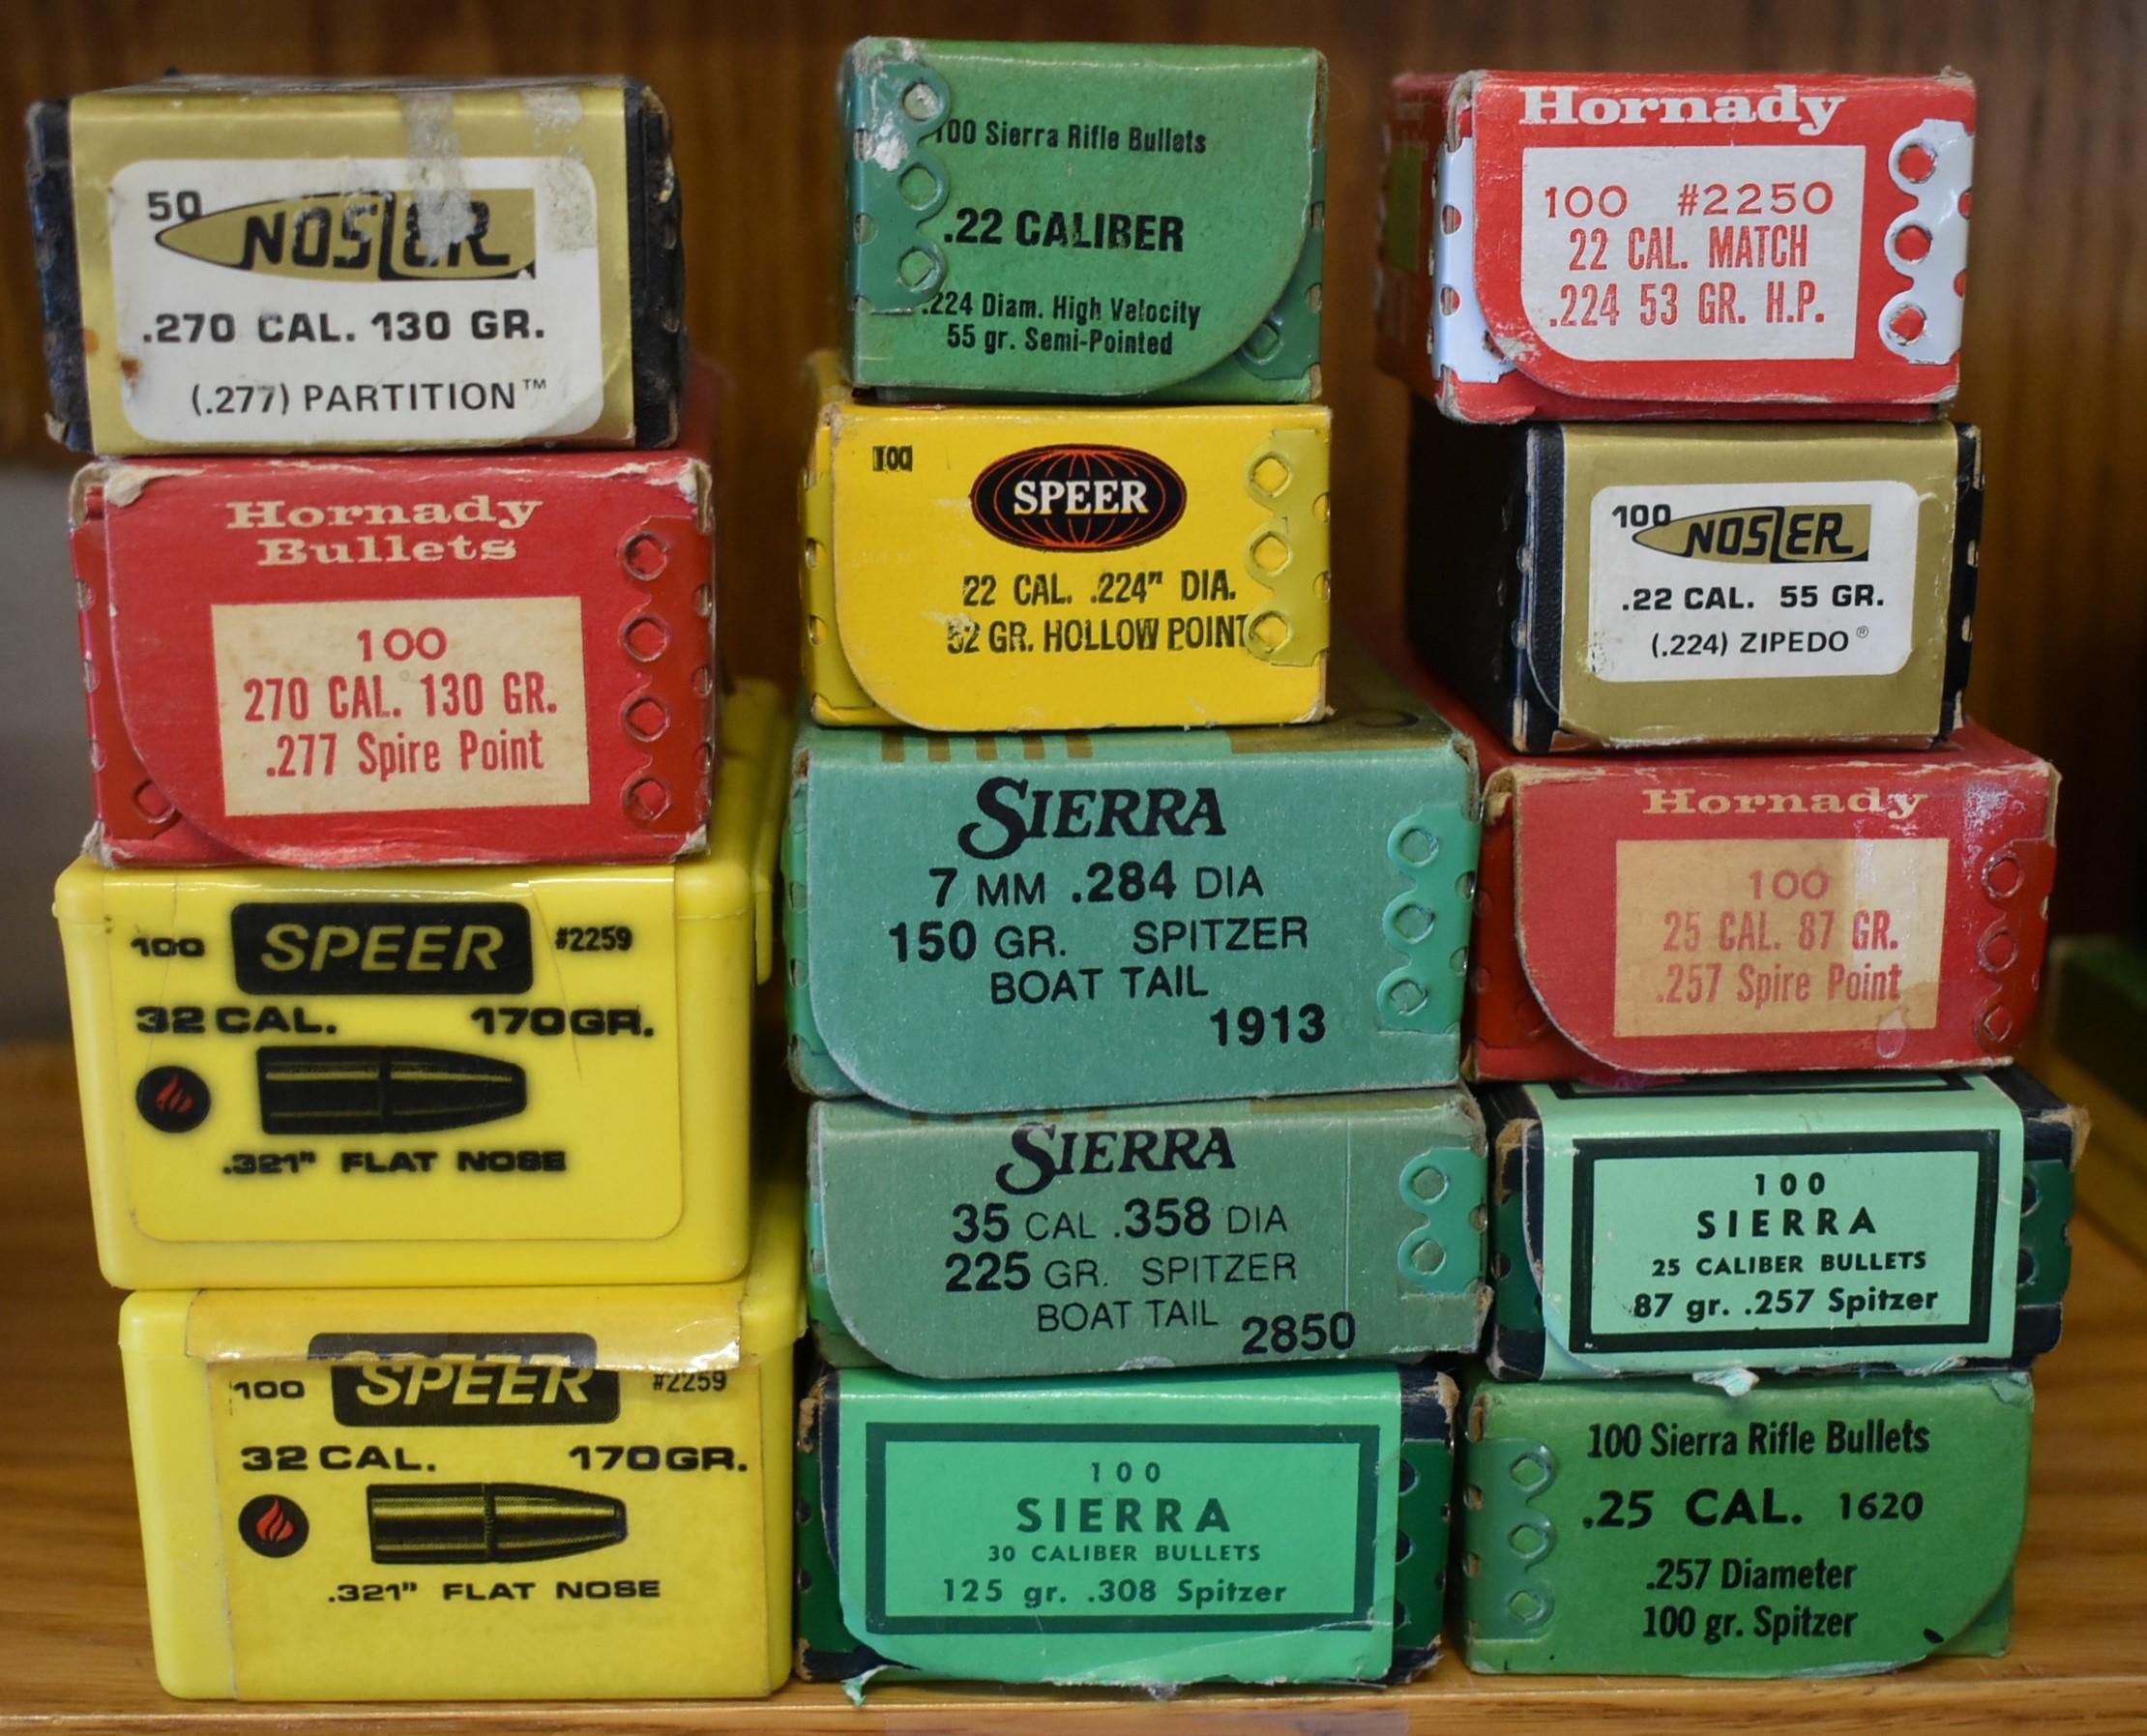 50 NOSLER
.270 CAL. 130 GR.
(.277) PARTITION™
Hornady
Bullets
100
270 CAL. 130 GR.
.277 Spire Point
100 SPEER #2259
32 CAL. 170 GR.
.321" FLAT NOSE
100 SPEER #2259
32 CAL. 170 GR.
.321" FLAT NOSE
100 Sierra Rifle Bullets
.22 CALIBER
.224 Diam. High Velocity
55 gr. Semi-Pointed
100
SPEER
22 CAL. .224" DIA.
52 GR. HOLLOW POINT
SIERRA
7 MM .284 DIA
150 GR. SPITZER
BOAT TAIL
1913
SIERRA
35 CAL .358 DIA
225 GR. SPITZER
BOAT TAIL
2850
100
SIERRA
30 CALIBER BULLETS
125 gr. .308 Spitzer
Hornady
100 #2250
22 CAL. MATCH
.224 53 GR. H.P.
100 NOSLER
.22 CAL. 55 GR.
(.224) ZIPEDO®
Hornady
100
25 CAL. 87 GR.
.257 Spire Point
100
SIERRA
25 CALIBER BULLETS
87 gr. .257 Spitzer
100 Sierra Rifle Bullets
.25 CAL. 1620
.257 Diameter
100 gr. Spitzer